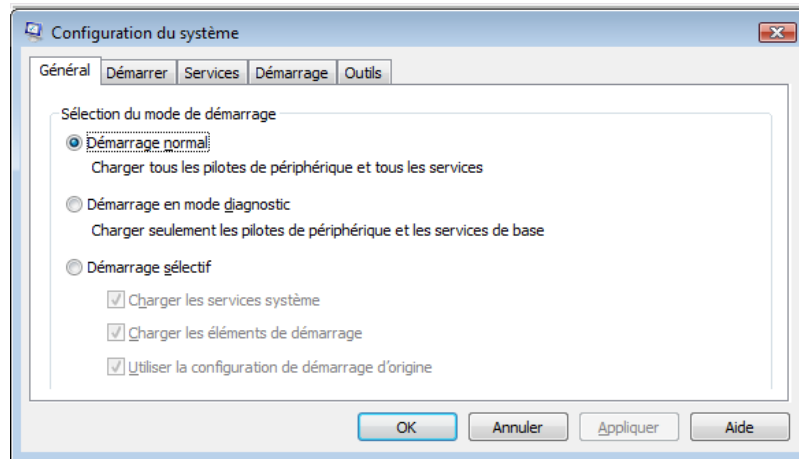 Configuration du système
Général Démarrer Services Démarrage Outils
Sélection du mode de démarrage
Démarrage normal
Charger tous les pilotes de périphérique et tous les services
Démarrage en mode diagnostic
Charger seulement les pilotes de périphérique et les services de base
Démarrage sélectif
Charger les services système
Charger les éléments de démarrage
Utiliser la configuration de démarrage d'origine
OK Annuler Appliquer Aide